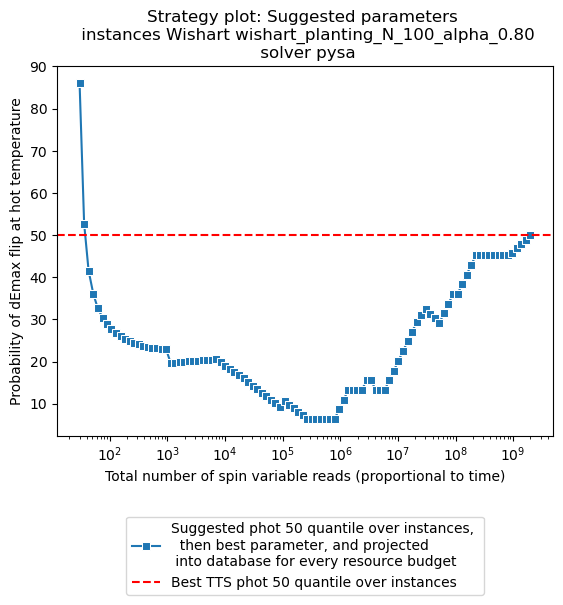 Strategy plot: Suggested parameters
instances Wishart wishart_planting_N_100_alpha_0.80
solver pysa
90
80
70
60
50
40
30
20
10
Probability of dEmax flip at hot temperature
10² 10³ 10⁴ 10⁵ 10⁶ 10⁷ 10⁸ 10⁹
Total number of spin variable reads (proportional to time)
Suggested phot 50 quantile over instances,
then best parameter, and projected
into database for every resource budget
Best TTS phot 50 quantile over instances